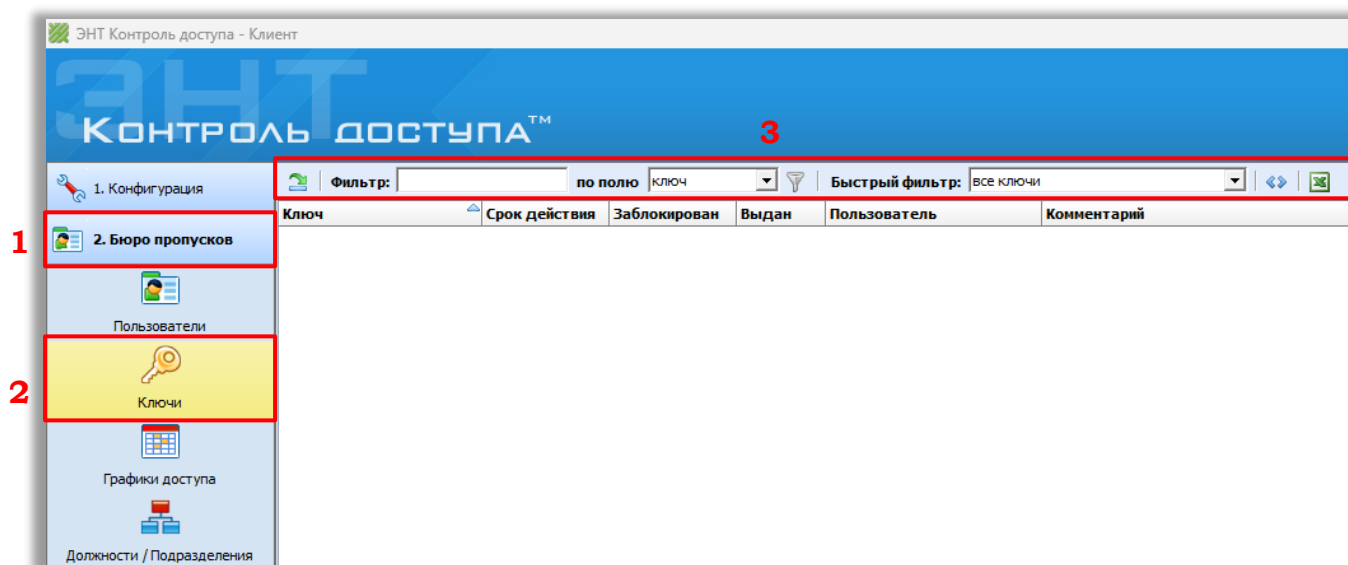 ЭНТ Контроль доступа - Клиент
ЭНТ
Контроль доступа™
3
1. Конфигурация
Фильтр: по полю ключ Быстрый фильтр: все ключи
Ключ Срок действия Заблокирован Выдан Пользователь Комментарий
1
2. Бюро пропусков
Пользователи
2
Ключи
Графики доступа
Должности / Подразделения